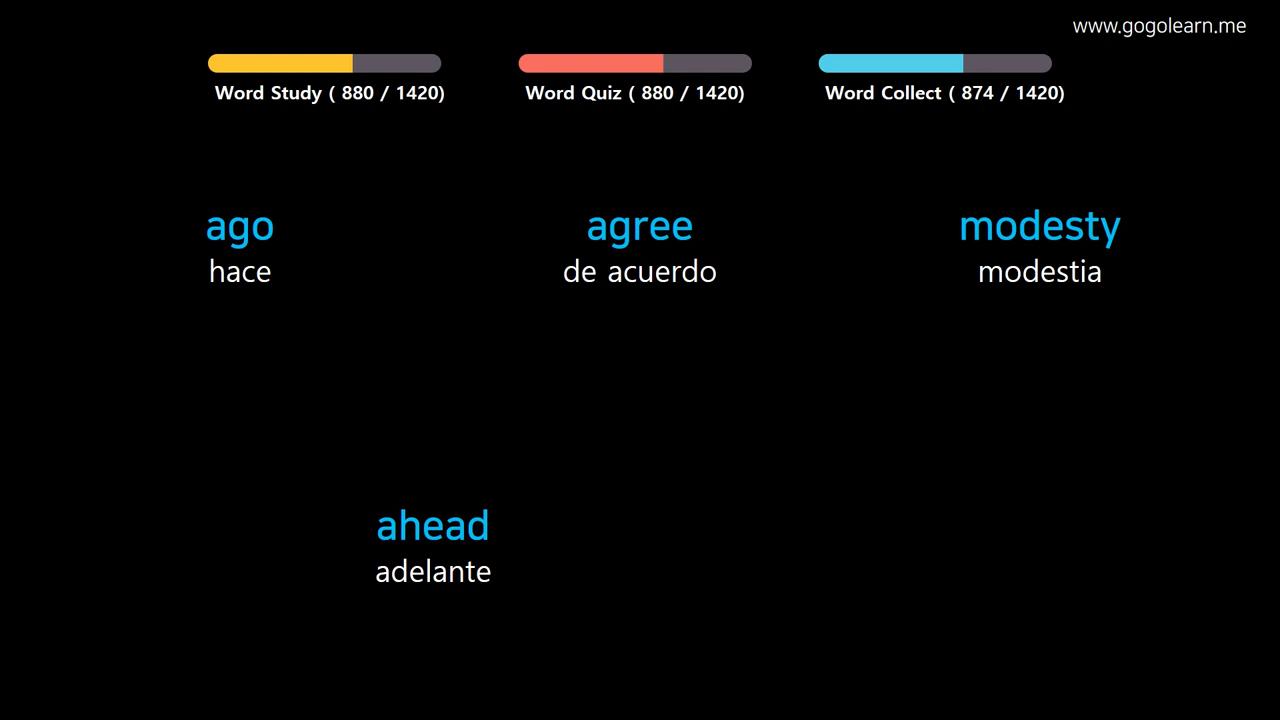 www.gogolearn.me
Word Study ( 880 / 1420)
Word Quiz ( 880 / 1420)
Word Collect ( 874 / 1420)
ago
hace
agree
de acuerdo
modesty
modestia
ahead
adelante